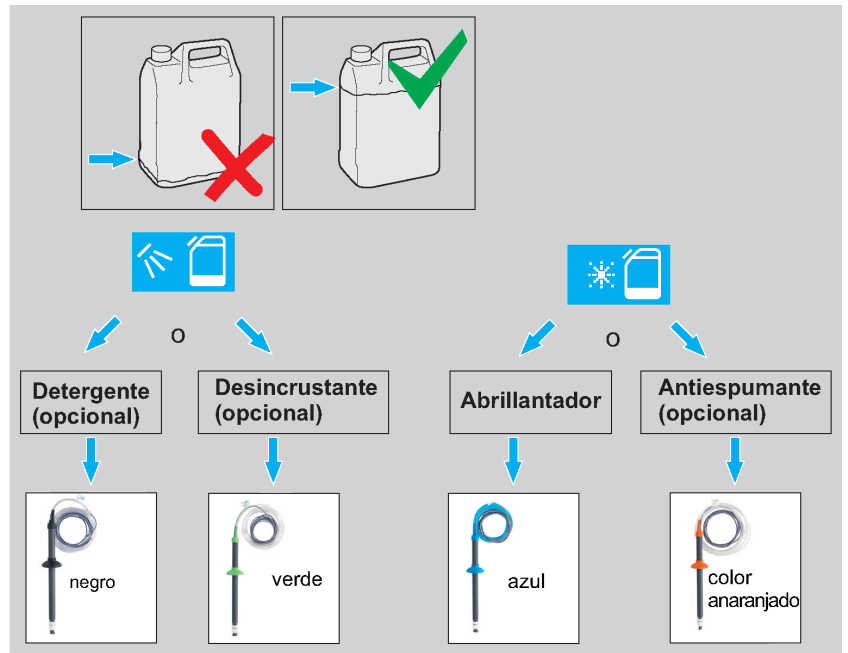 o
o
Detergente
(opcional)
Desincrustante
(opcional)
Abrillantador
Antiespumante
(opcional)
negro
verde
azul
color
anaranjado